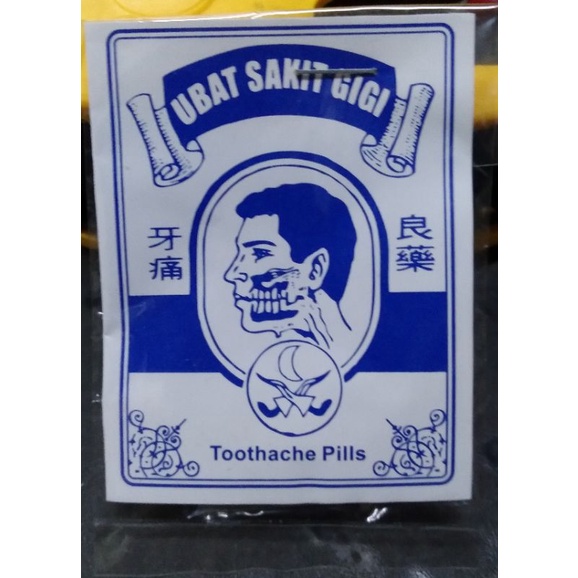 UBAT SAKIT GIGI
牙痛
良藥
Toothache Pills